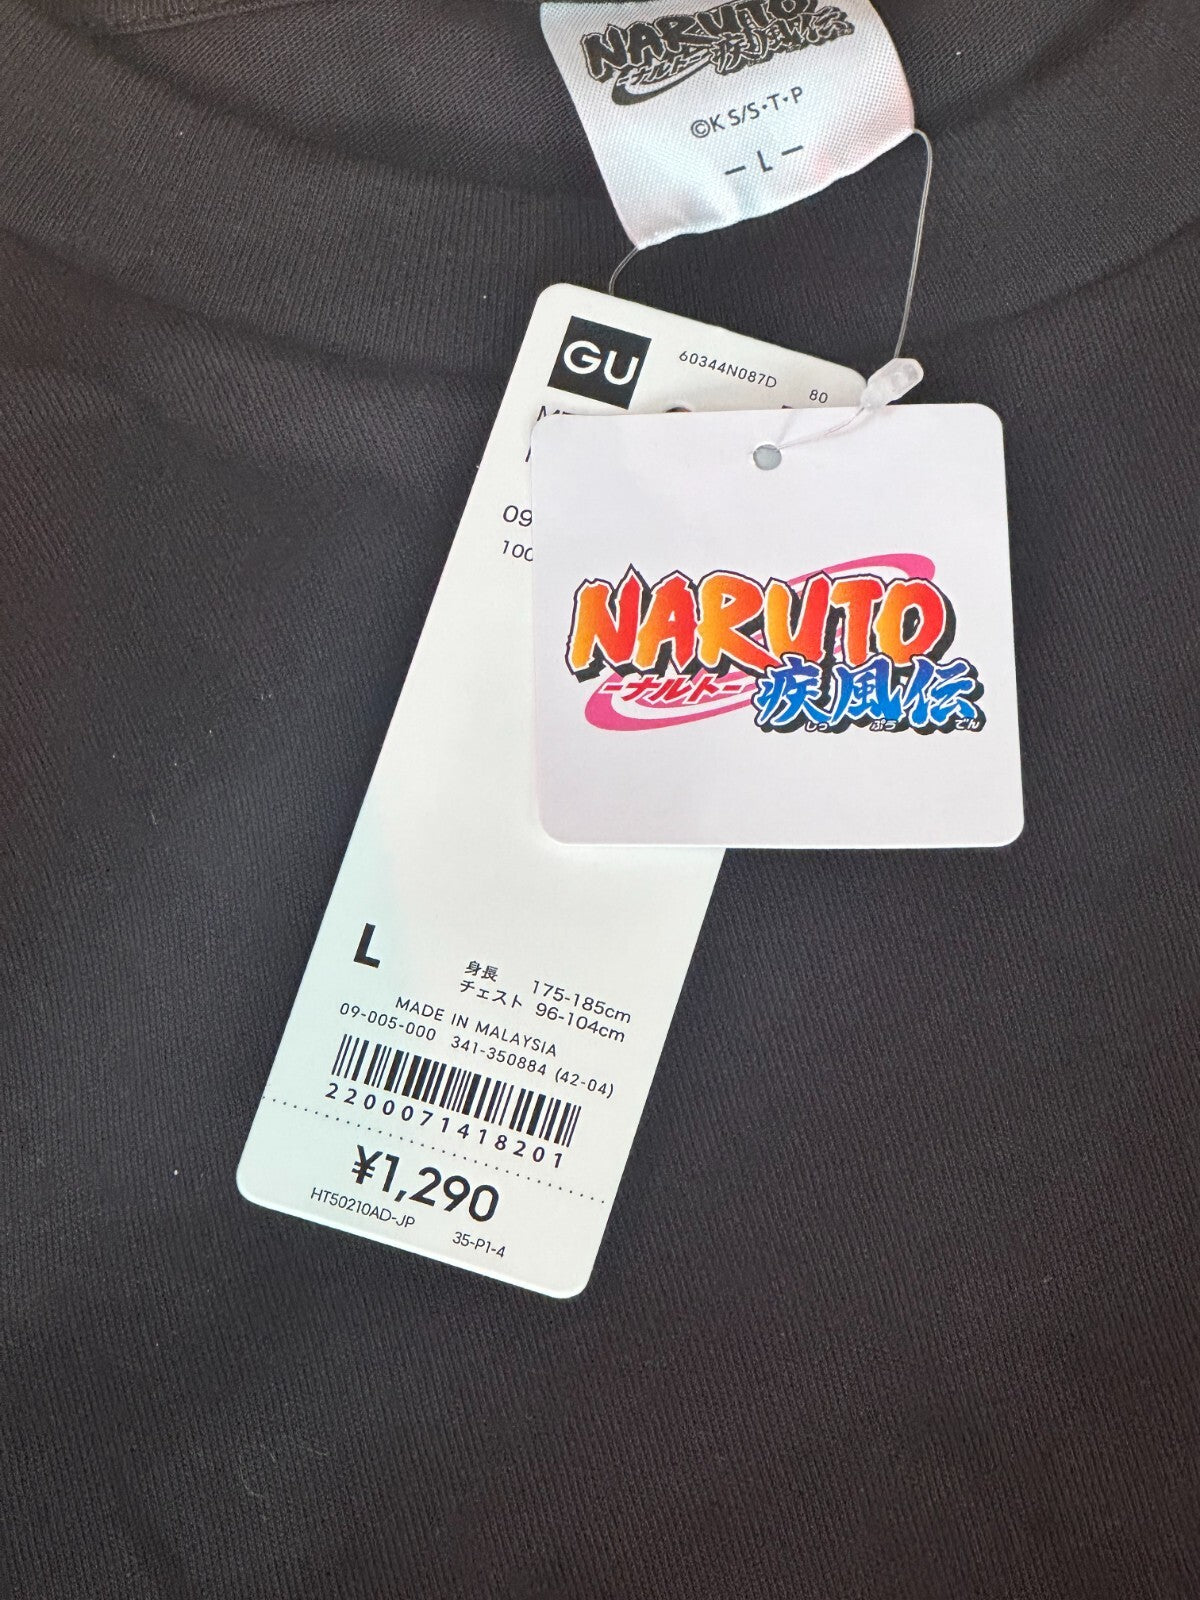 NARUTO
-ナルト- 疾風伝
©K S/S・T・P
- L -
GU
60344N087D 80
09
100
NARUTO
-ナルト- 疾風伝
しっ ぷう でん
L
身長 175-185cm
チェスト 96-104cm
MADE IN MALAYSIA
09-005-000 341-350884 (42-04)
2200071418201
¥1,290
HT50210AD-JP 35-P1-4